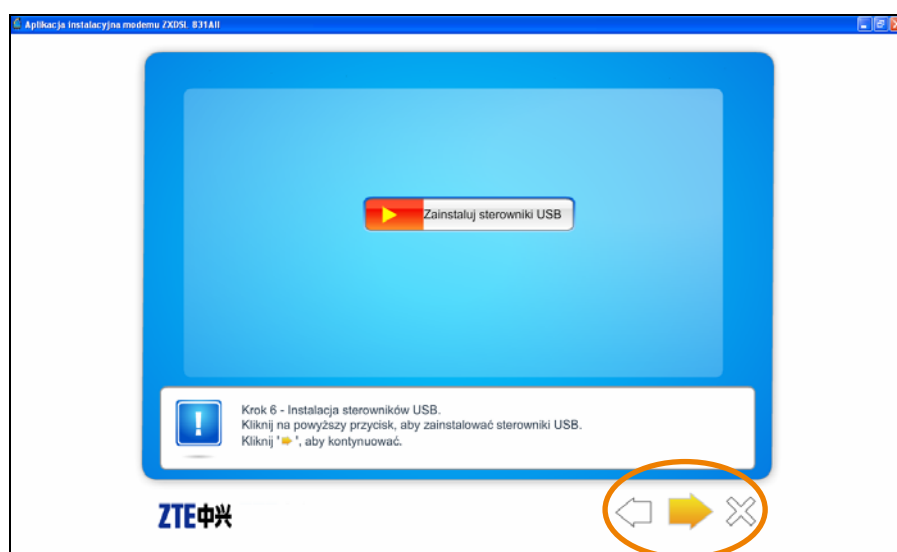 Aplikacja instalacyjna modemu ZXDSL 831AII
Zainstaluj sterowniki USB
Krok 6 - Instalacja sterowników USB.
Kliknij na powyższy przycisk, aby zainstalować sterowniki USB.
Kliknij ' ', aby kontynuować.
ZTE中兴